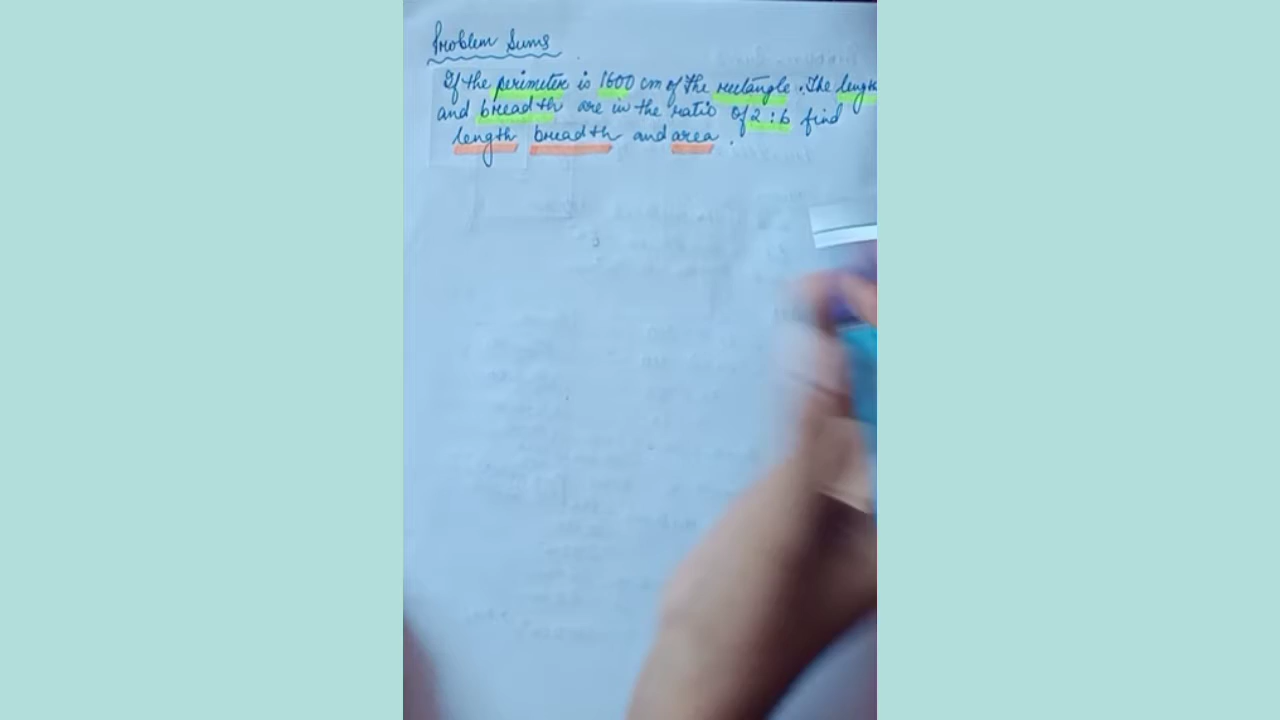 Problem Sums
If the perimeter is 1600 cm of the rectangle. The length
and breadth are in the ratio of 2:6 find
length breadth and area.